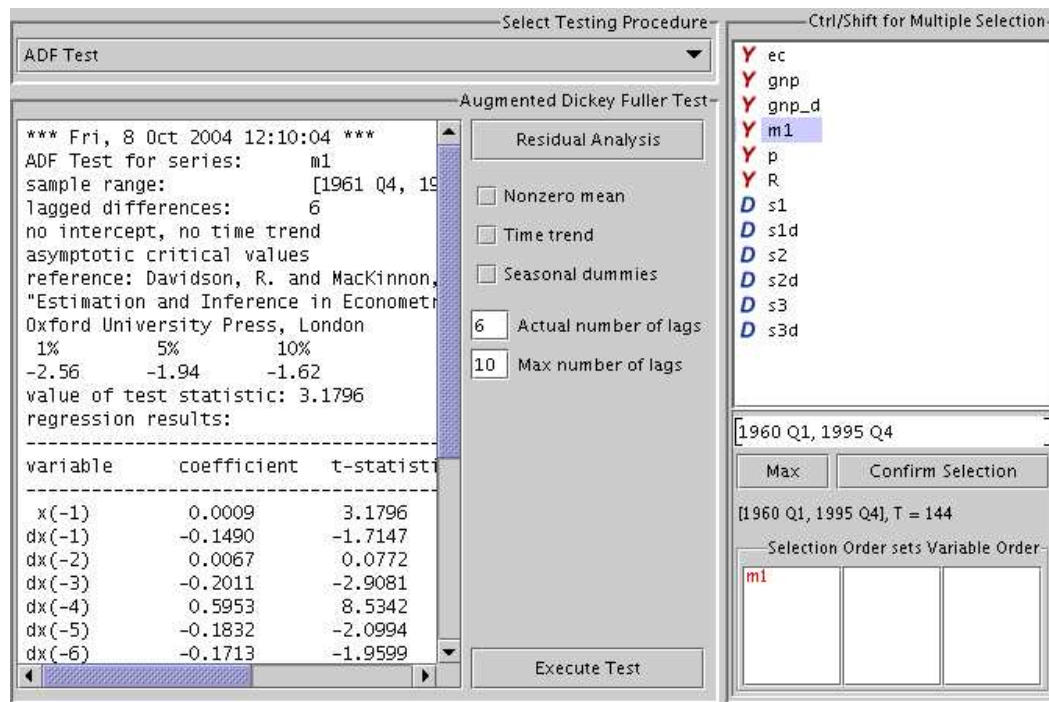 Select Testing Procedure
ADF Test
Augmented Dickey Fuller Test
*** Fri, 8 Oct 2004 12:10:04 ***
ADF Test for series: m1
sample range: [1961 Q4, 19
lagged differences: 6
no intercept, no time trend
asymptotic critical values
reference: Davidson, R. and MacKinnon,
"Estimation and Inference in Econometr
Oxford University Press, London
1% 5% 10%
-2.56 -1.94 -1.62
value of test statistic: 3.1796
regression results:
---------------------------------------
variable coefficient t-statisti
---------------------------------------
x(-1) 0.0009 3.1796
dx(-1) -0.1490 -1.7147
dx(-2) 0.0067 0.0772
dx(-3) -0.2011 -2.9081
dx(-4) 0.5953 8.5342
dx(-5) -0.1832 -2.0994
dx(-6) -0.1713 -1.9599
Residual Analysis
Nonzero mean
Time trend
Seasonal dummies
6 Actual number of lags
10 Max number of lags
Execute Test
Ctrl/Shift for Multiple Selection
Y ec
Y gnp
Y gnp_d
Y m1
Y p
Y R
D s1
D s1d
D s2
D s2d
D s3
D s3d
[1960 Q1, 1995 Q4
Max Confirm Selection
[1960 Q1, 1995 Q4], T = 144
Selection Order sets Variable Order
m1